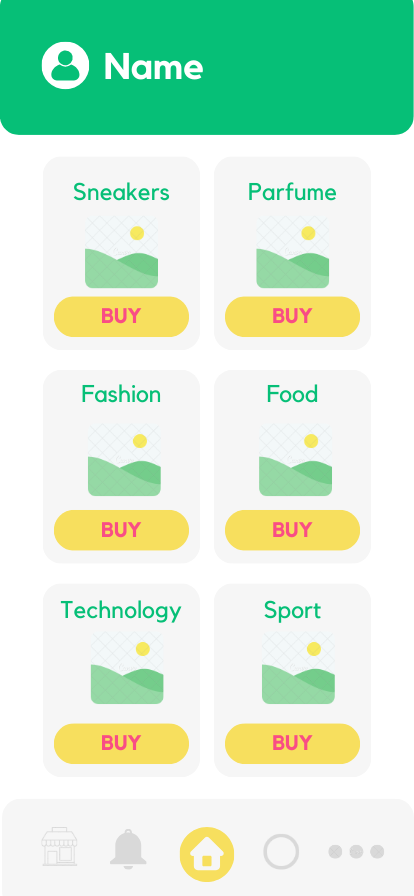 Name
Sneakers
Parfume
BUY
BUY
Fashion
Food
BUY
BUY
Technology
Sport
BUY
BUY